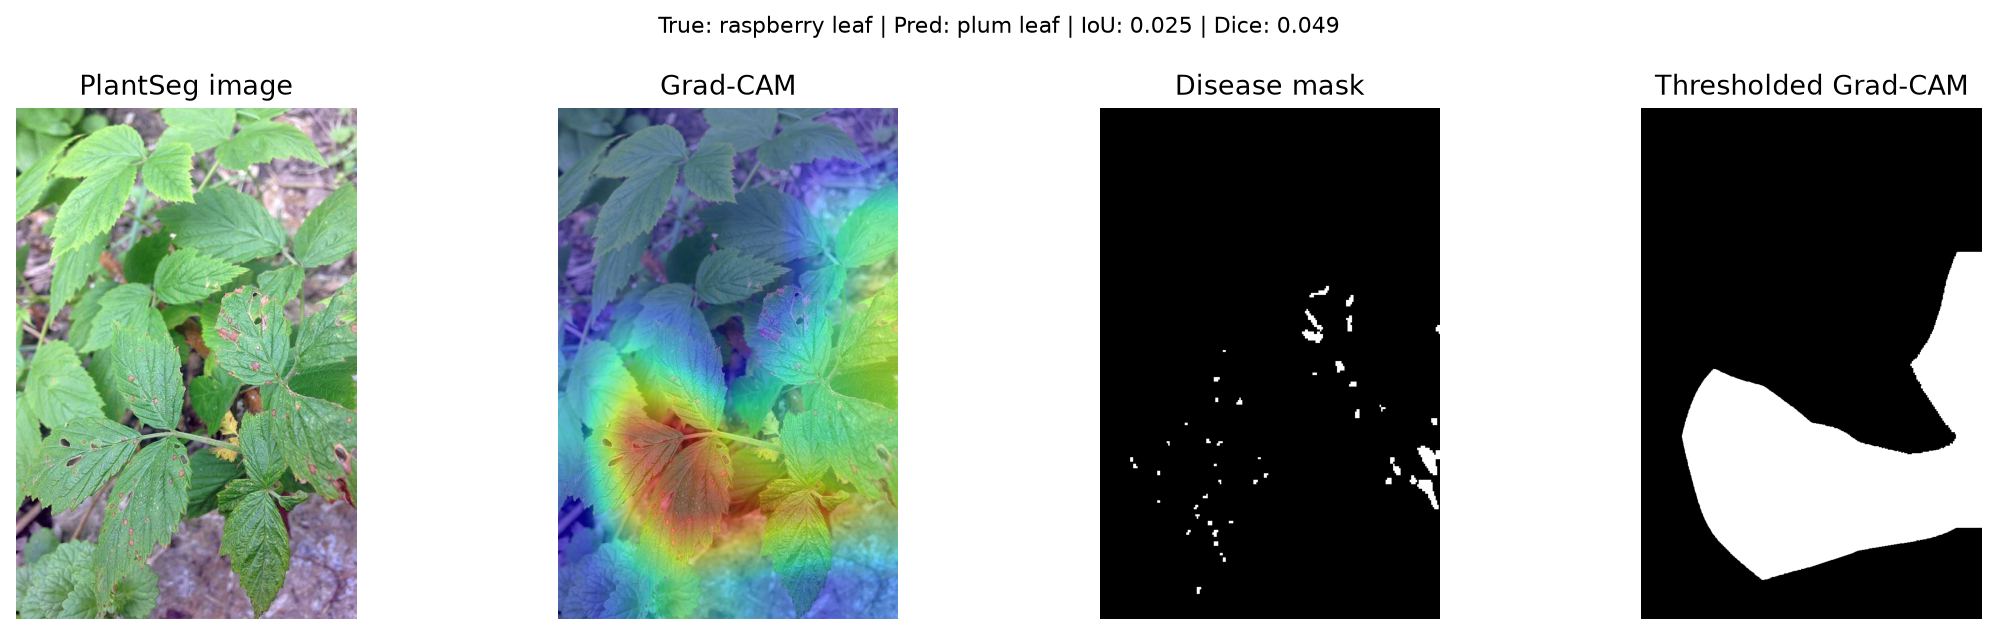 True: raspberry leaf | Pred: plum leaf | IoU: 0.025 | Dice: 0.049
PlantSeg image
Grad-CAM
Disease mask
Thresholded Grad-CAM